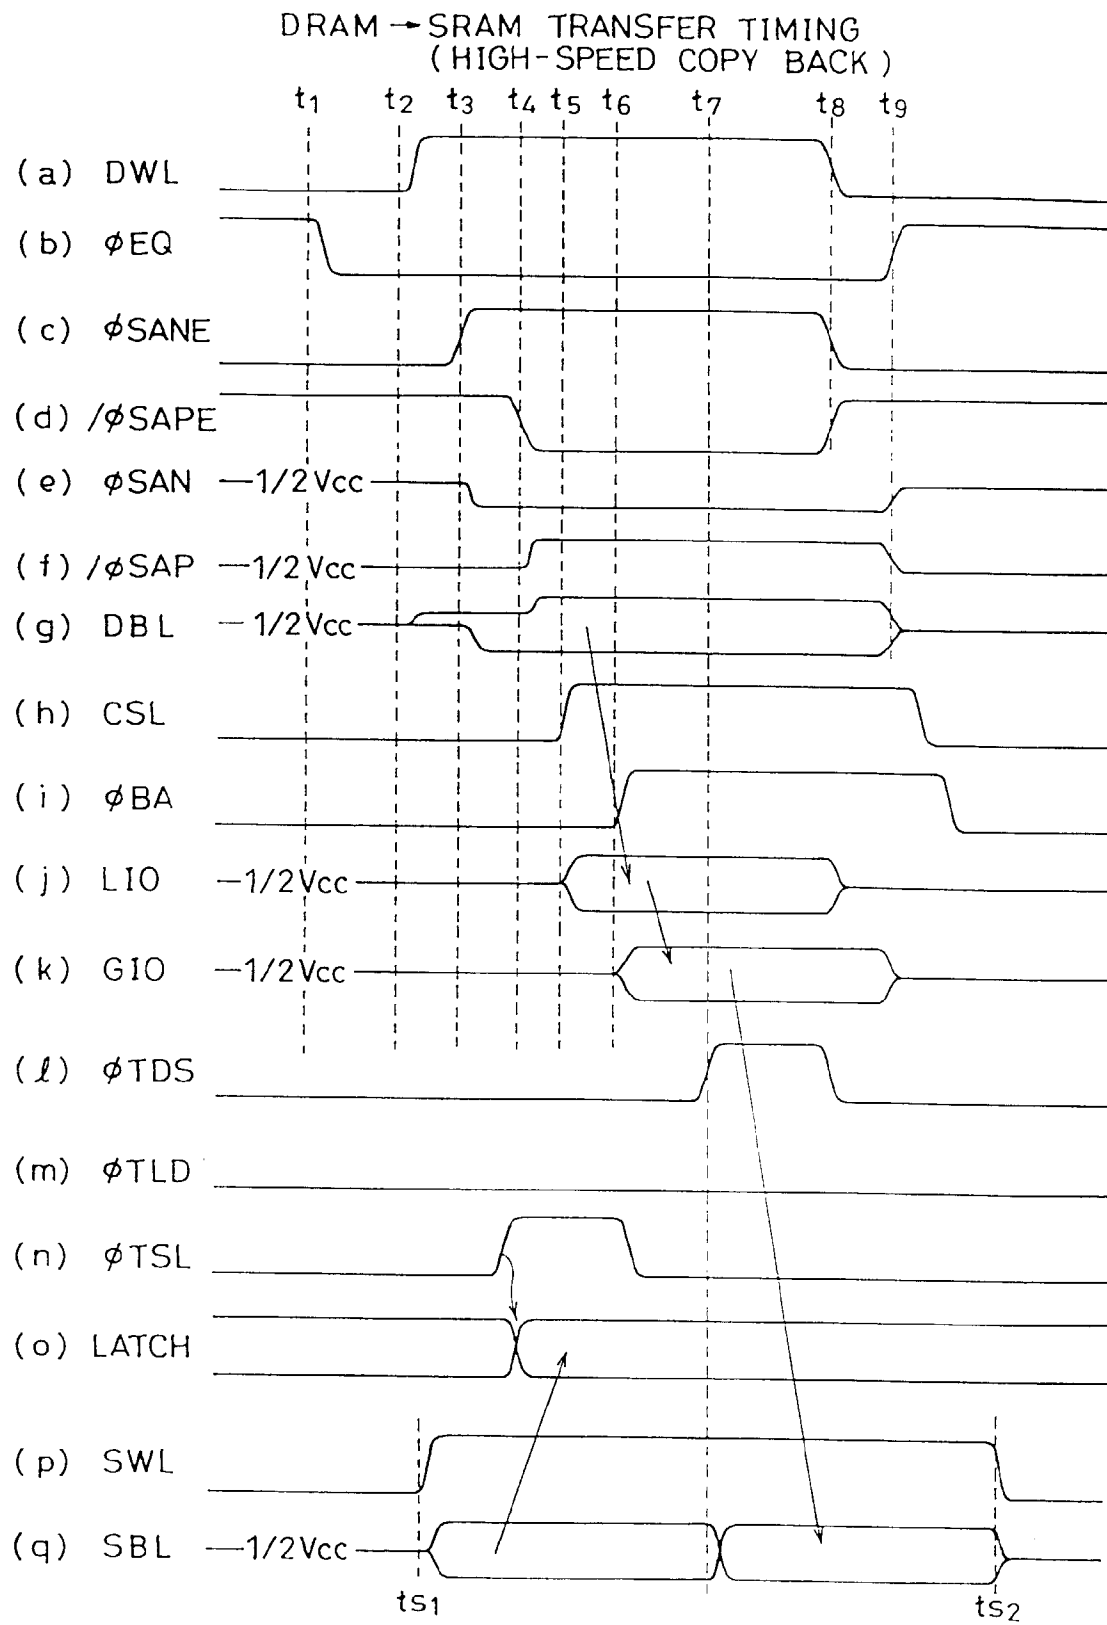 DRAM → SRAM TRANSFER TIMING
(HIGH-SPEED COPY BACK)
t1 t2 t3 t4 t5 t6 t7 t8 t9
(a) DWL
(b) φEQ
(c) φSANE
(d) /φSAPE
(e) φSAN 1/2Vcc
(f) /φSAP 1/2Vcc
(g) DBL 1/2Vcc
(h) CSL
(i) φBA
(j) LIO 1/2Vcc
(k) GIO 1/2Vcc
(ℓ) φTDS
(m) φTLD
(n) φTSL
(o) LATCH
(p) SWL
(q) SBL 1/2Vcc
ts1 ts2